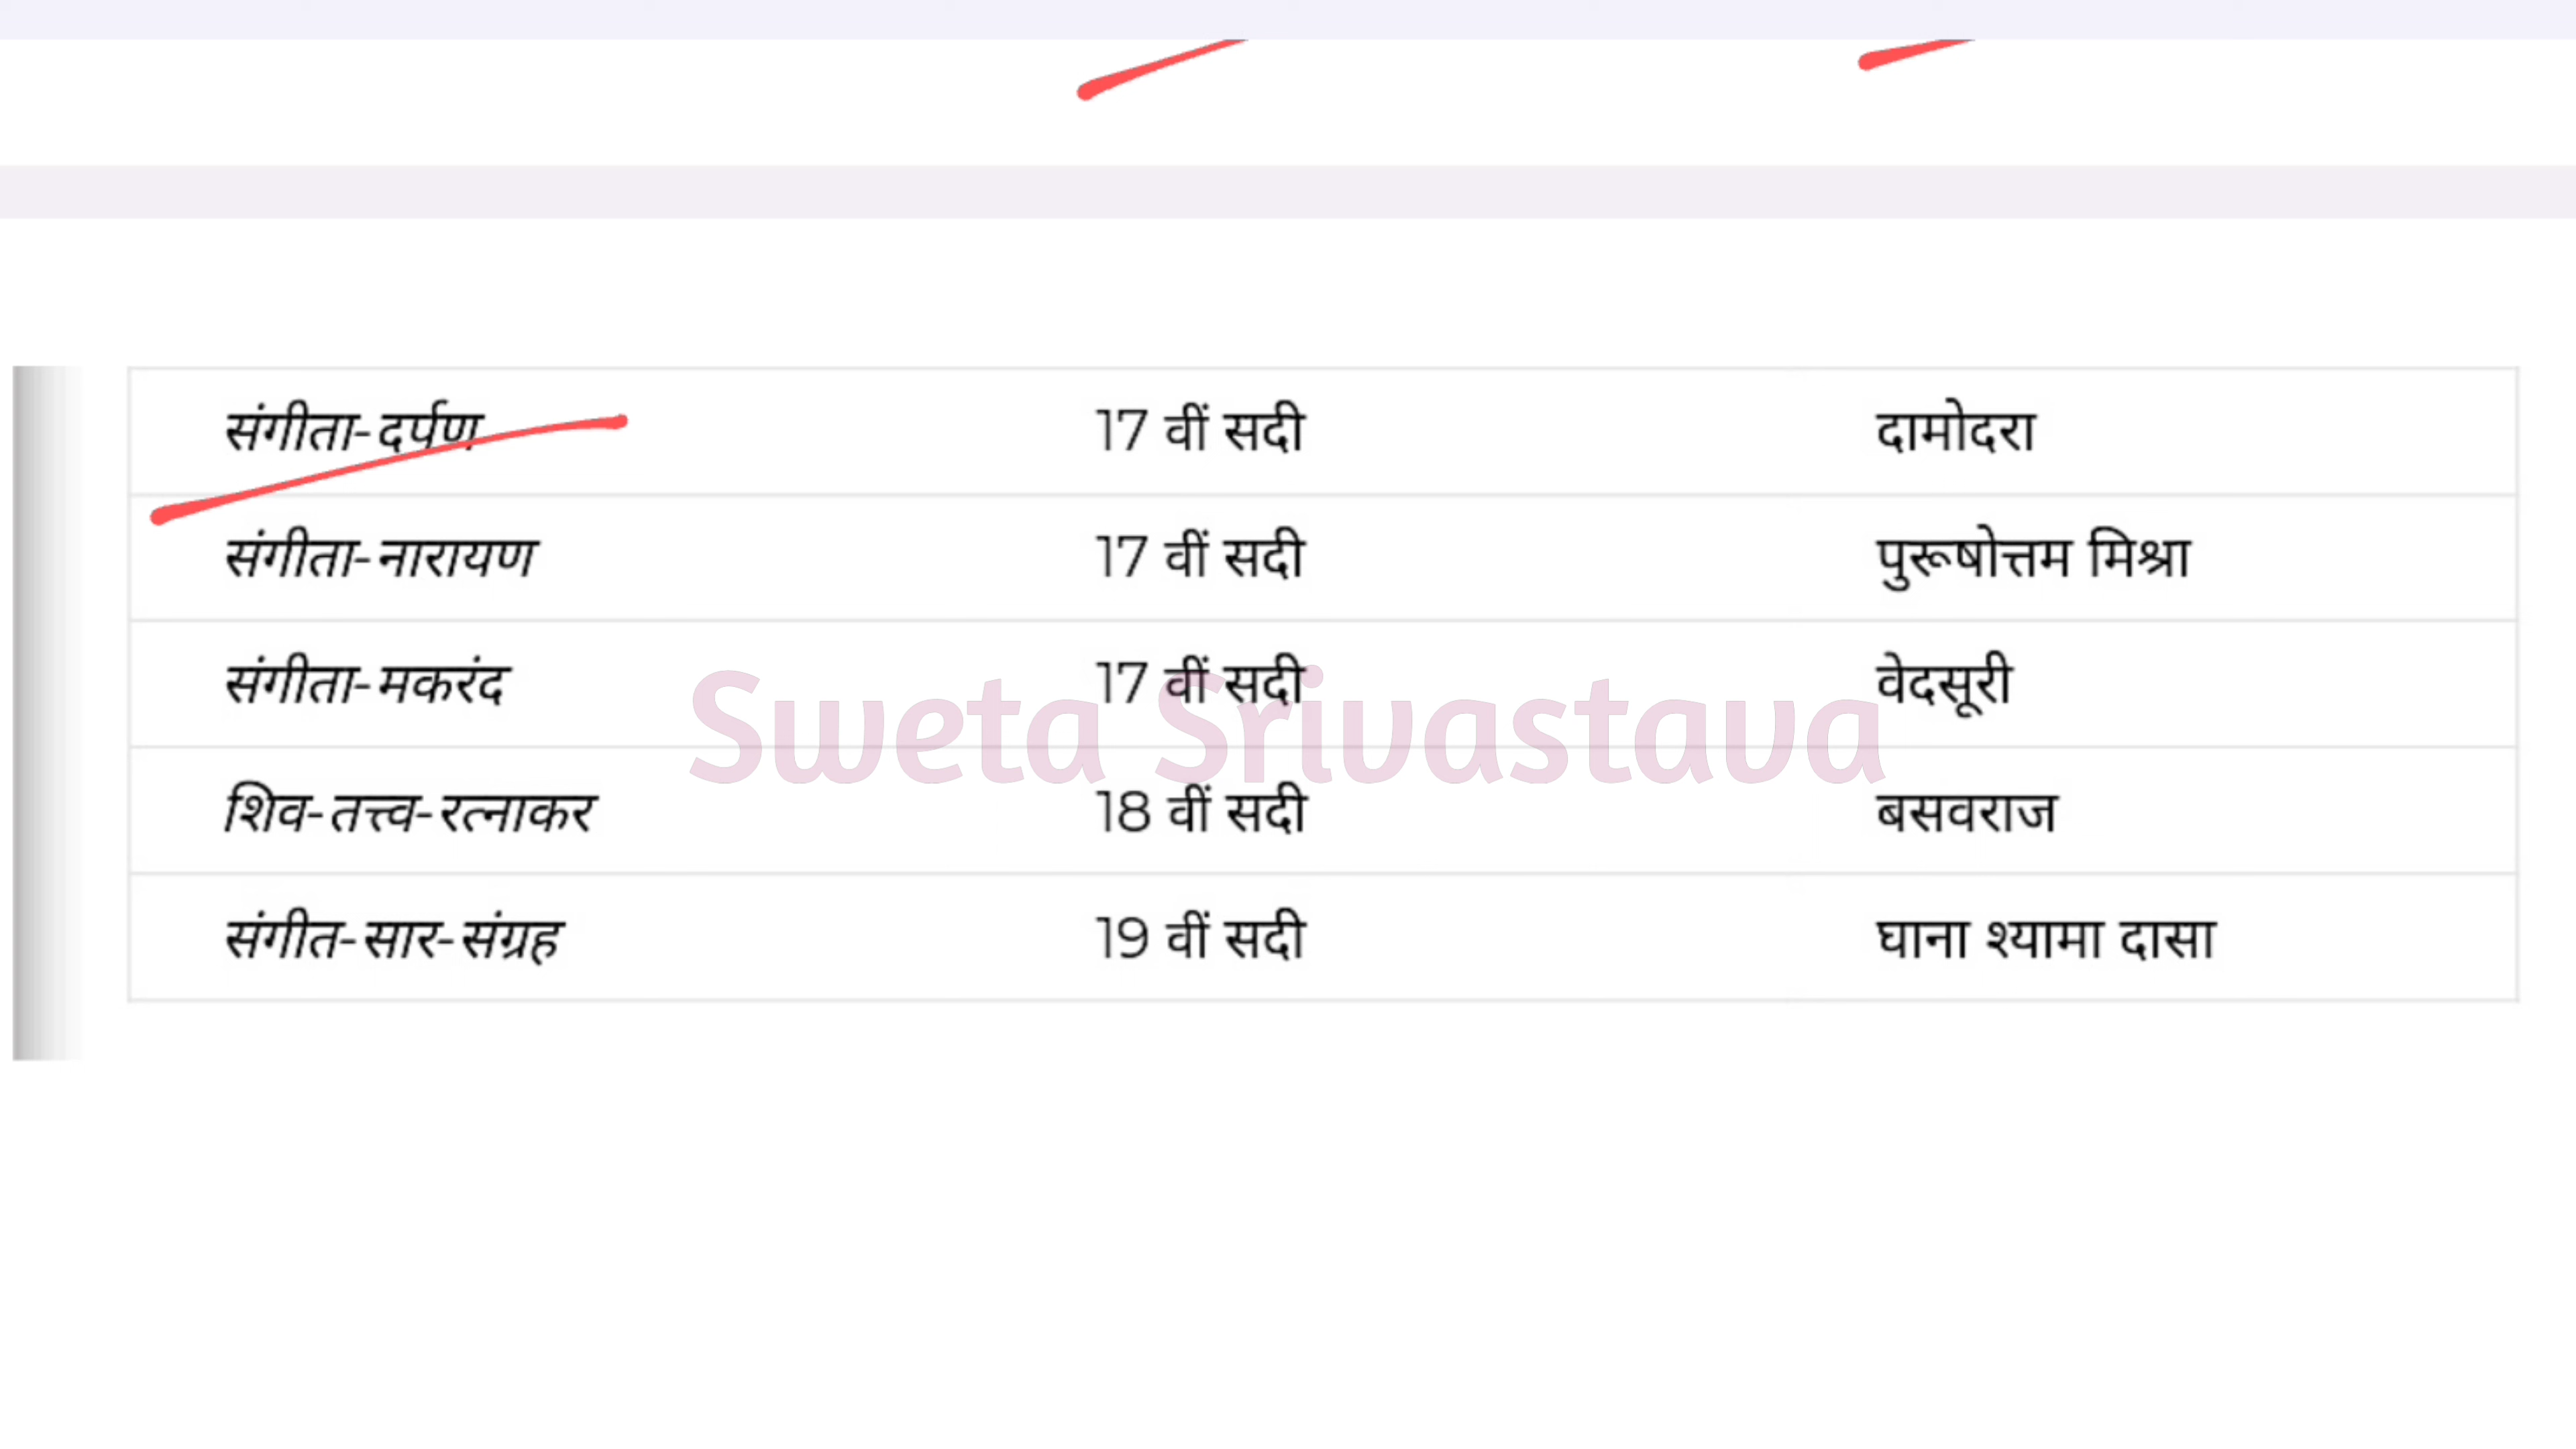 संगीता-दर्पण 17 वीं सदी दामोदरा
संगीता-नारायण 17 वीं सदी पुरूषोत्तम मिश्रा
संगीता-मकरंद 17 वीं सदी वेदसूरी
Sweta Srivastava
शिव-तत्त्व-रत्नाकर 18 वीं सदी बसवराज
संगीत-सार-संग्रह 19 वीं सदी घाना श्यामा दासा